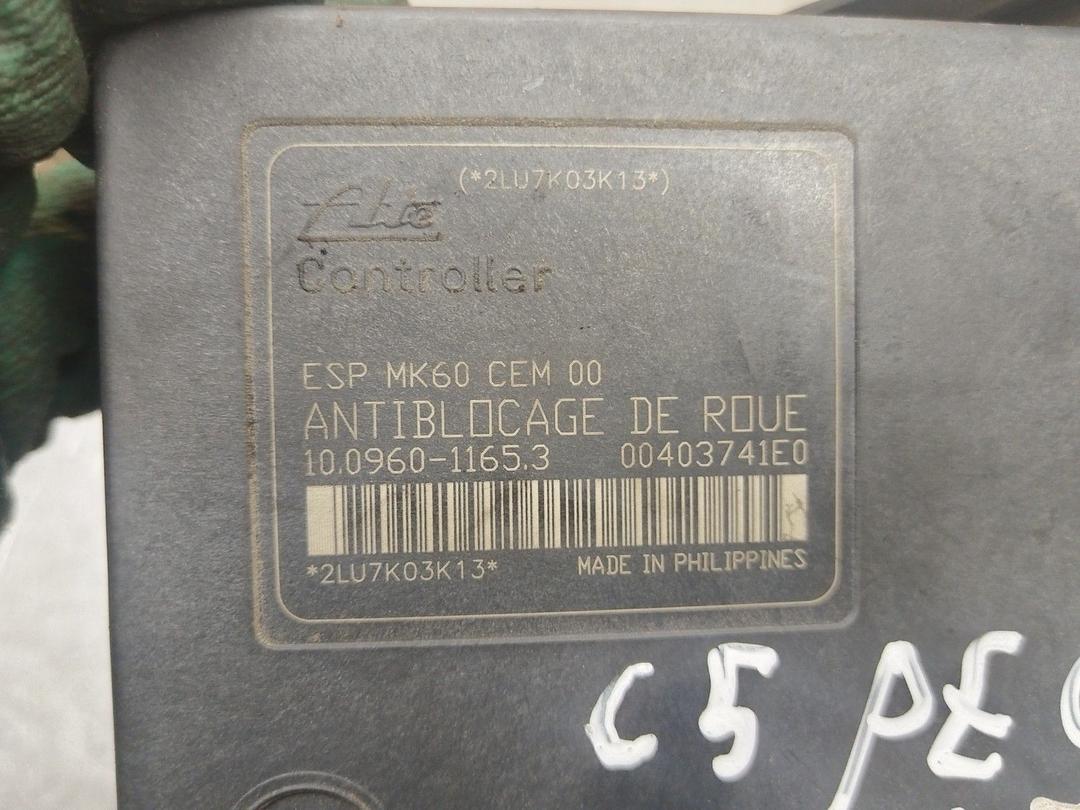 (*2LU7K03K13*)
Ate
Controller
ESP MK60 CEM 00
ANTIBLOCAGE DE ROUE
10.0960-1165.3 00403741E0
*2LU7K03K13* MADE IN PHILIPPINES
C5 PE